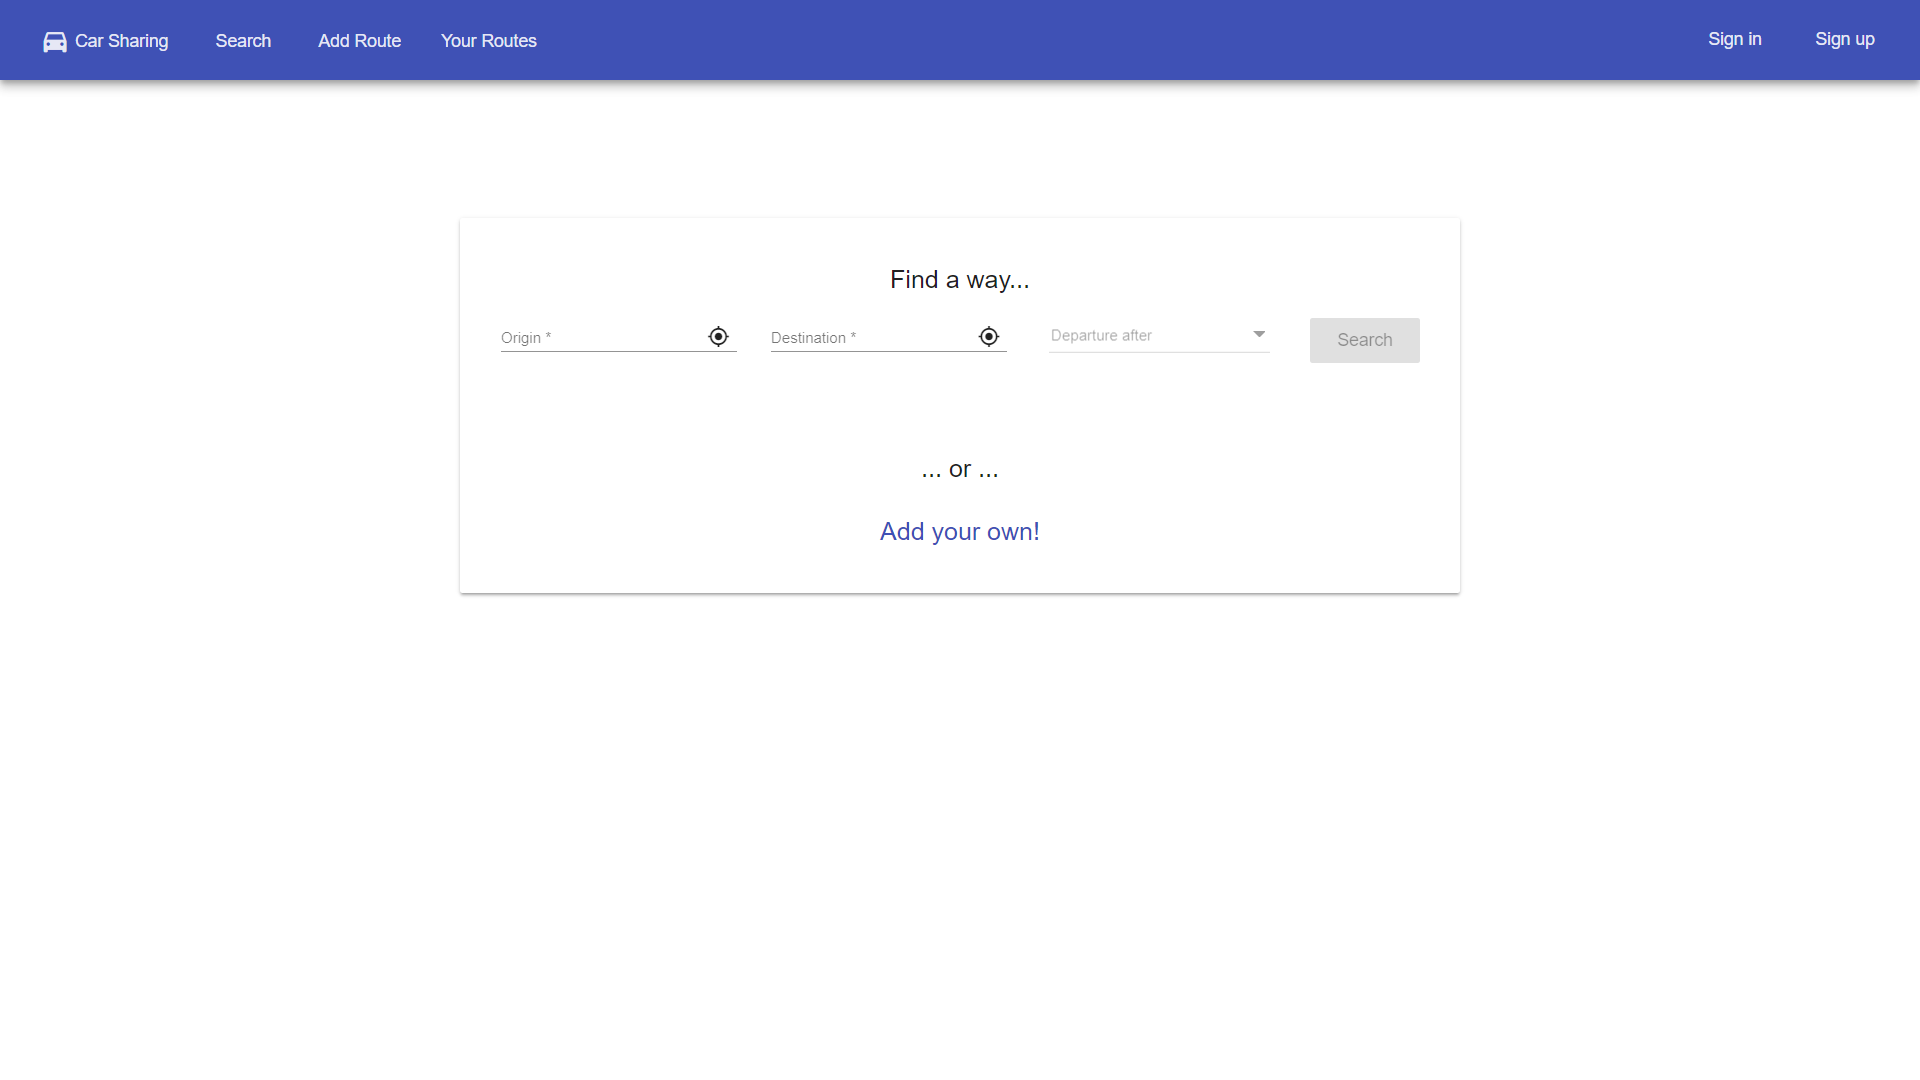 Car Sharing Search Add Route Your Routes Sign in Sign up
Find a way...
Origin * Destination * Departure after Search
... or ...
Add your own!